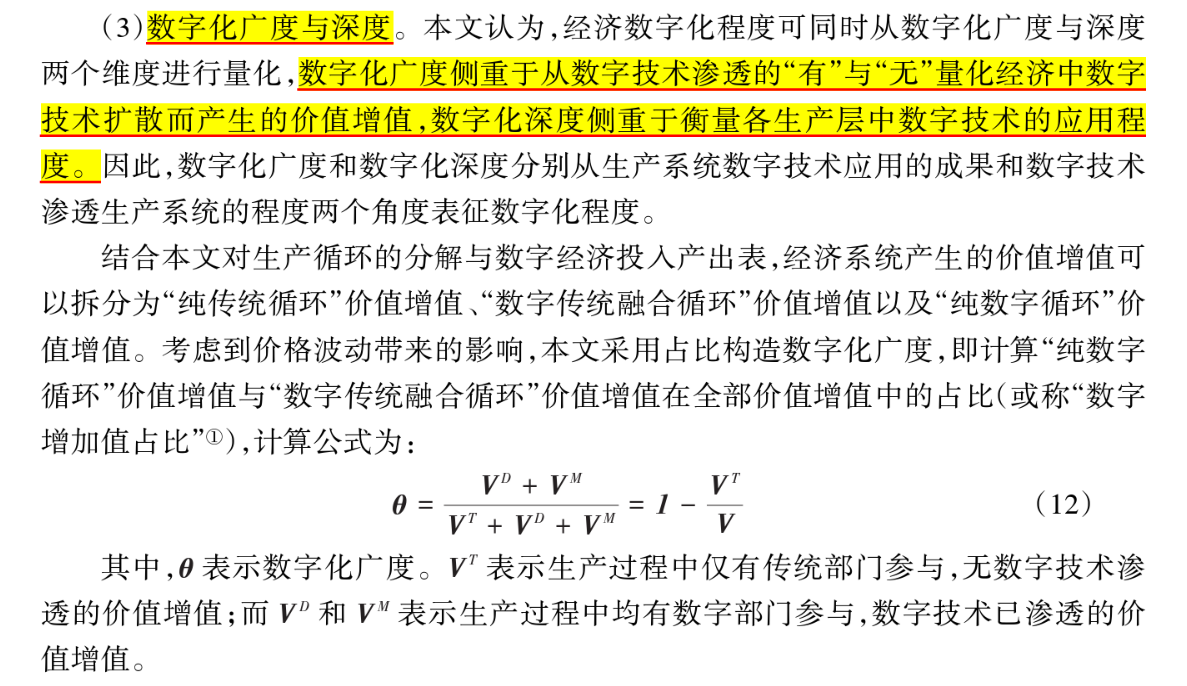 (3)数字化广度与深度。本文认为,经济数字化程度可同时从数字化广度与深度
两个维度进行量化,数字化广度侧重于从数字技术渗透的“有”与“无”量化经济中数字
技术扩散而产生的价值增值,数字化深度侧重于衡量各生产层中数字技术的应用程
度。因此,数字化广度和数字化深度分别从生产系统数字技术应用的成果和数字技术
渗透生产系统的程度两个角度表征数字化程度。
结合本文对生产循环的分解与数字经济投入产出表,经济系统产生的价值增值可
以拆分为“纯传统循环”价值增值、“数字传统融合循环”价值增值以及“纯数字循环”价
值增值。考虑到价格波动带来的影响,本文采用占比构造数字化广度,即计算“纯数字
循环”价值增值与“数字传统融合循环”价值增值在全部价值增值中的占比(或称“数字
增加值占比”①),计算公式为:
θ = (V^D + V^M) / (V^T + V^D + V^M) = 1 - V^T / V (12)
其中,θ 表示数字化广度。V^T 表示生产过程中仅有传统部门参与,无数字技术渗
透的价值增值;而 V^D 和 V^M 表示生产过程中均有数字部门参与,数字技术已渗透的价
值增值。